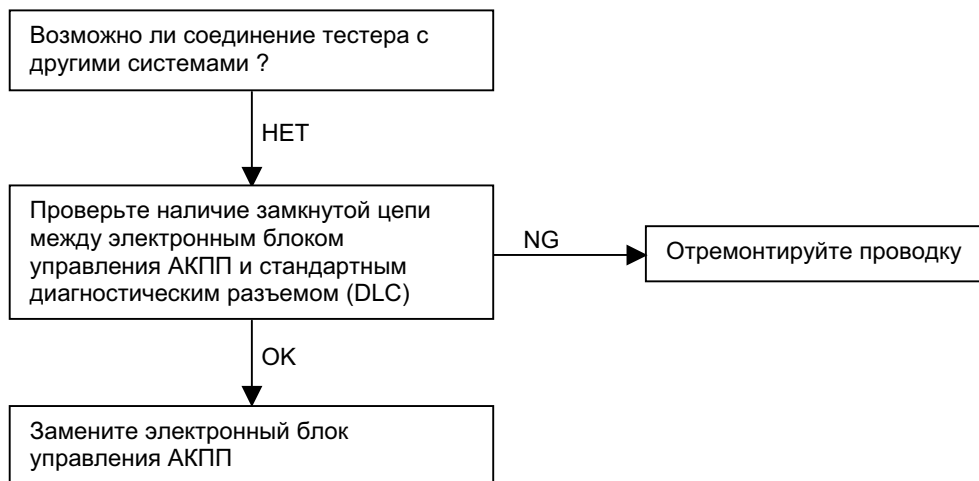 Возможно ли соединение тестера с
другими системами ?
НЕТ
Проверьте наличие замкнутой цепи
между электронным блоком
управления АКПП и стандартным
диагностическим разъемом (DLC)
NG
Отремонтируйте проводку
OK
Замените электронный блок
управления АКПП